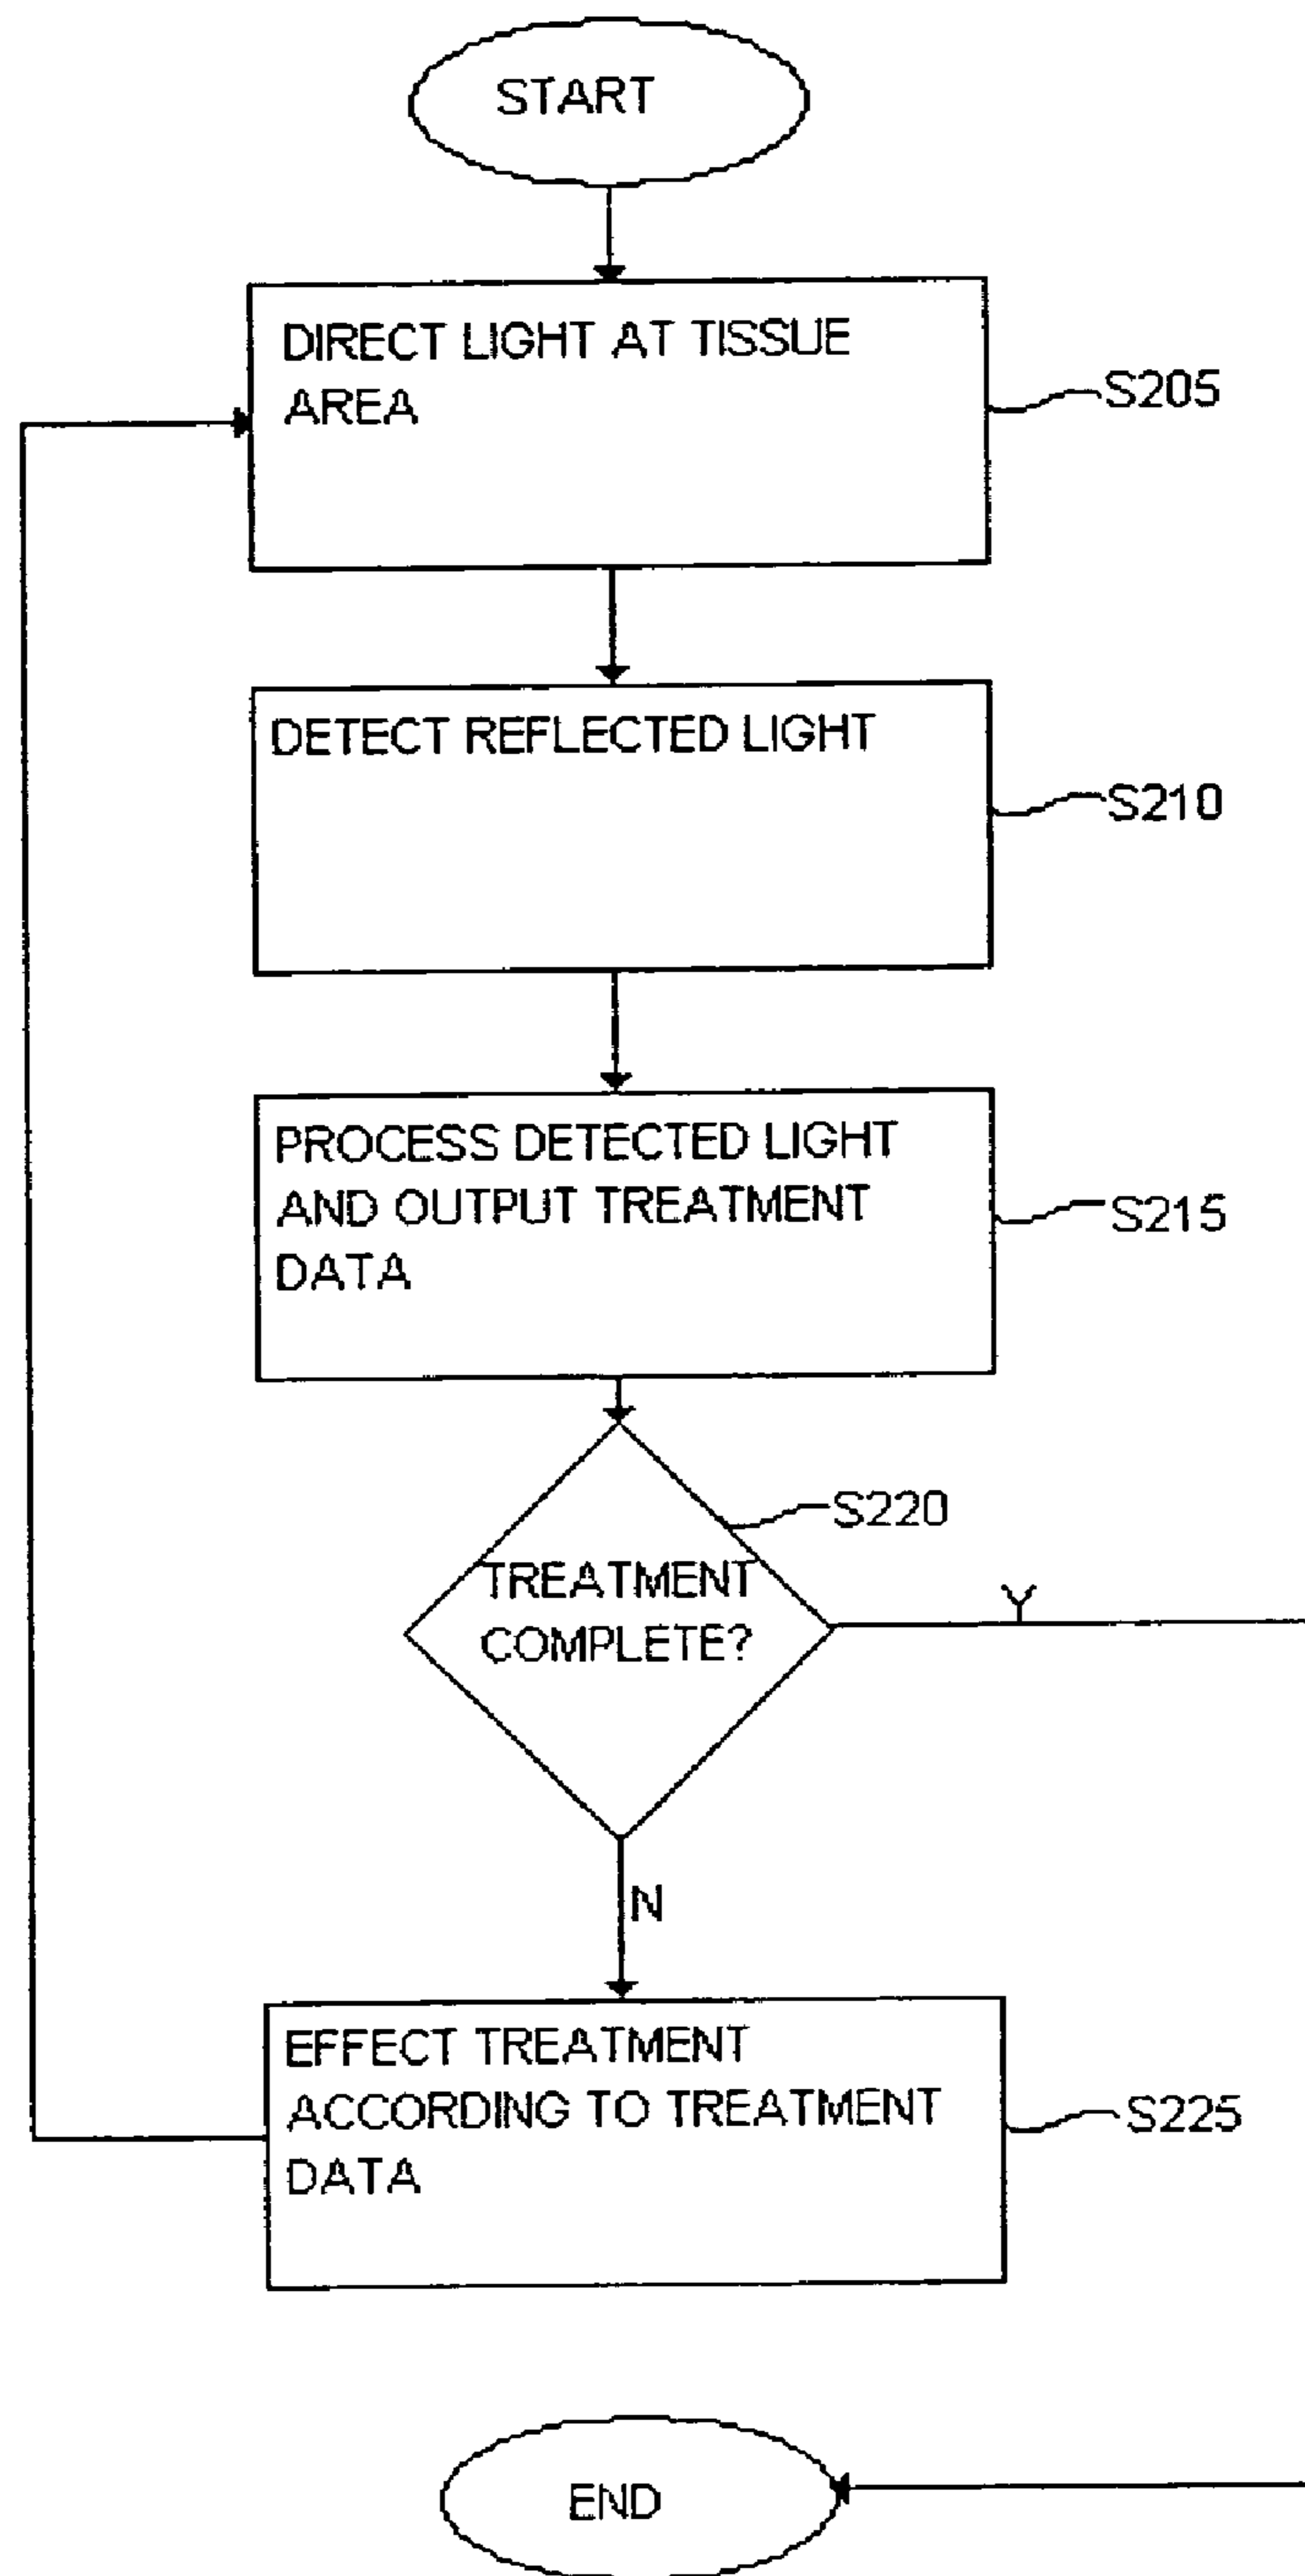 START
DIRECT LIGHT AT TISSUE
AREA
S205
DETECT REFLECTED LIGHT
S210
PROCESS DETECTED LIGHT
AND OUTPUT TREATMENT
DATA
S215
S220
TREATMENT
COMPLETE?
Y
N
EFFECT TREATMENT
ACCORDING TO TREATMENT
DATA
S225
END